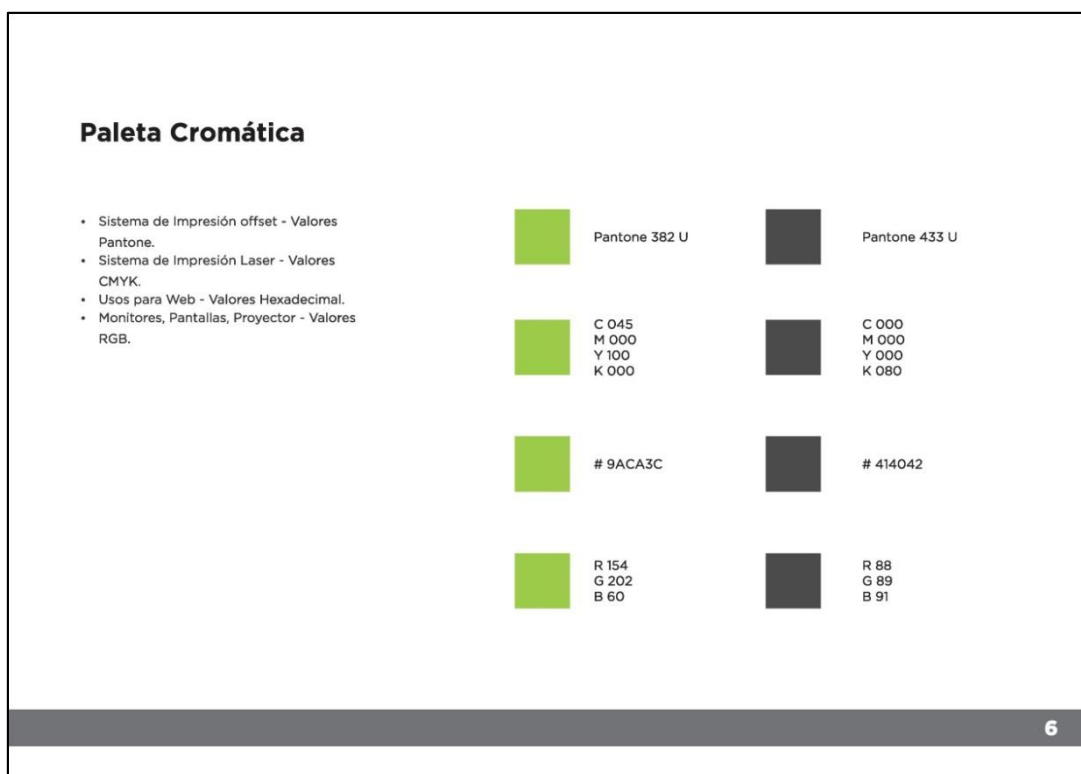 Paleta Cromática
• Sistema de Impresión offset - Valores
Pantone.
• Sistema de Impresión Laser - Valores
CMYK.
• Usos para Web - Valores Hexadecimal.
• Monitores, Pantallas, Proyector - Valores
RGB.
Pantone 382 U
Pantone 433 U
C 045
M 000
Y 100
K 000
C 000
M 000
Y 000
K 080
# 9ACA3C
# 414042
R 154
G 202
B 60
R 88
G 89
B 91
6